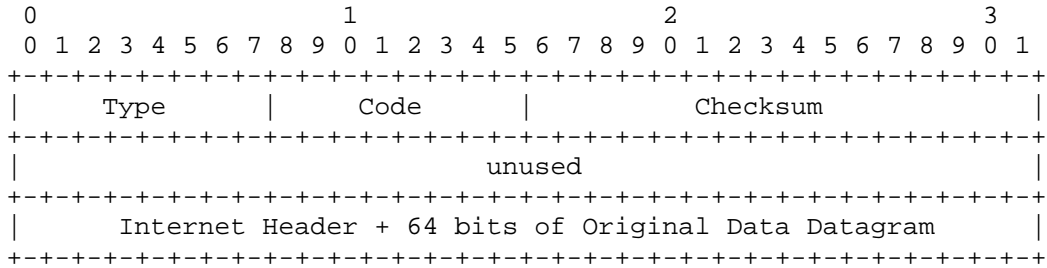 0                   1                   2                   3
 0 1 2 3 4 5 6 7 8 9 0 1 2 3 4 5 6 7 8 9 0 1 2 3 4 5 6 7 8 9 0 1
+-+-+-+-+-+-+-+-+-+-+-+-+-+-+-+-+-+-+-+-+-+-+-+-+-+-+-+-+-+-+-+-+
|     Type      |     Code      |          Checksum             |
+-+-+-+-+-+-+-+-+-+-+-+-+-+-+-+-+-+-+-+-+-+-+-+-+-+-+-+-+-+-+-+-+
|                             unused                            |
+-+-+-+-+-+-+-+-+-+-+-+-+-+-+-+-+-+-+-+-+-+-+-+-+-+-+-+-+-+-+-+-+
|      Internet Header + 64 bits of Original Data Datagram      |
+-+-+-+-+-+-+-+-+-+-+-+-+-+-+-+-+-+-+-+-+-+-+-+-+-+-+-+-+-+-+-+-+